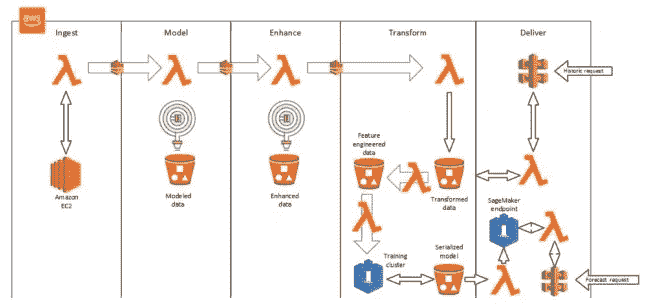 aws
Ingest
Model
Enhance
Transform
Deliver
Historic request
Feature
engineered
data
Amazon
EC2
Modeled
data
Enhanced
data
Transformed
data
SageMaker
endpoint
Training
cluster
Serialized
model
Forecast request